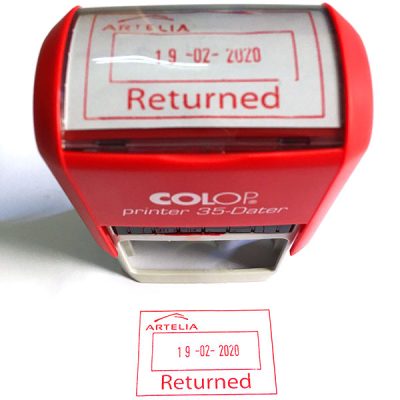 ARTELIA
19 -02- 2020
Returned
COLOP
printer 35-Dater
ARTELIA
19 -02- 2020
Returned